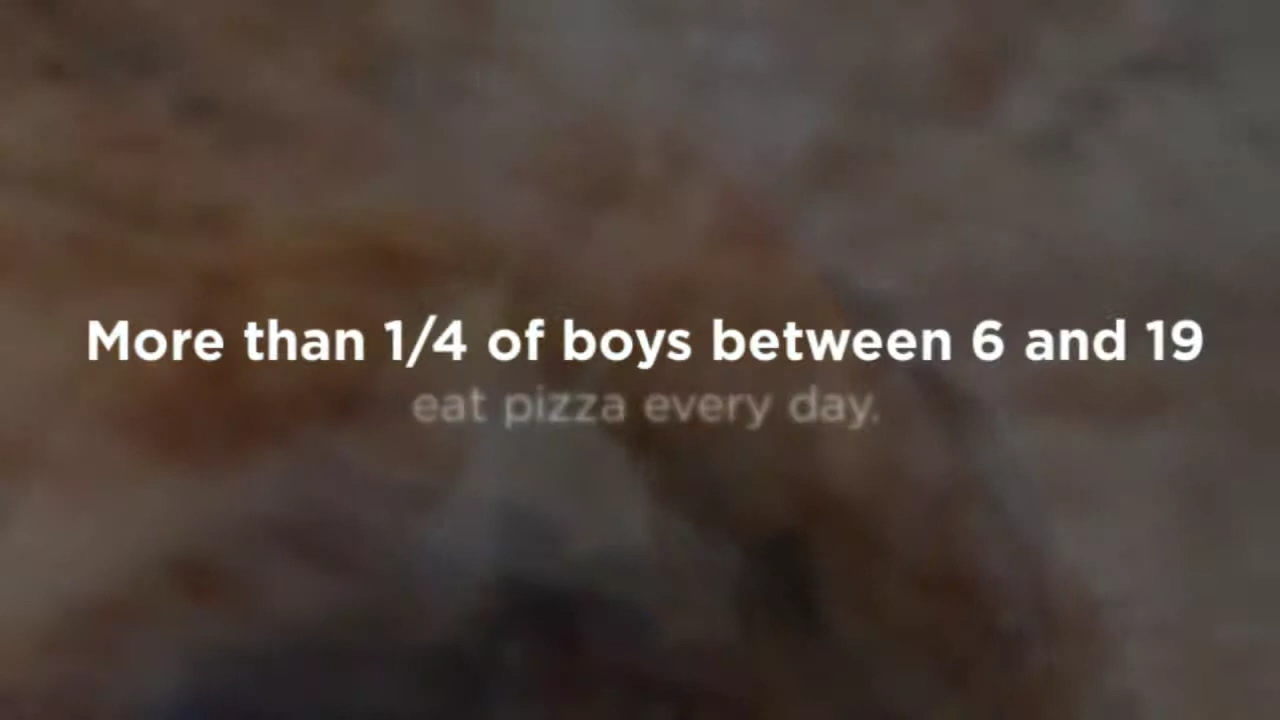 More than 1/4 of boys between 6 and 19
eat pizza every day.